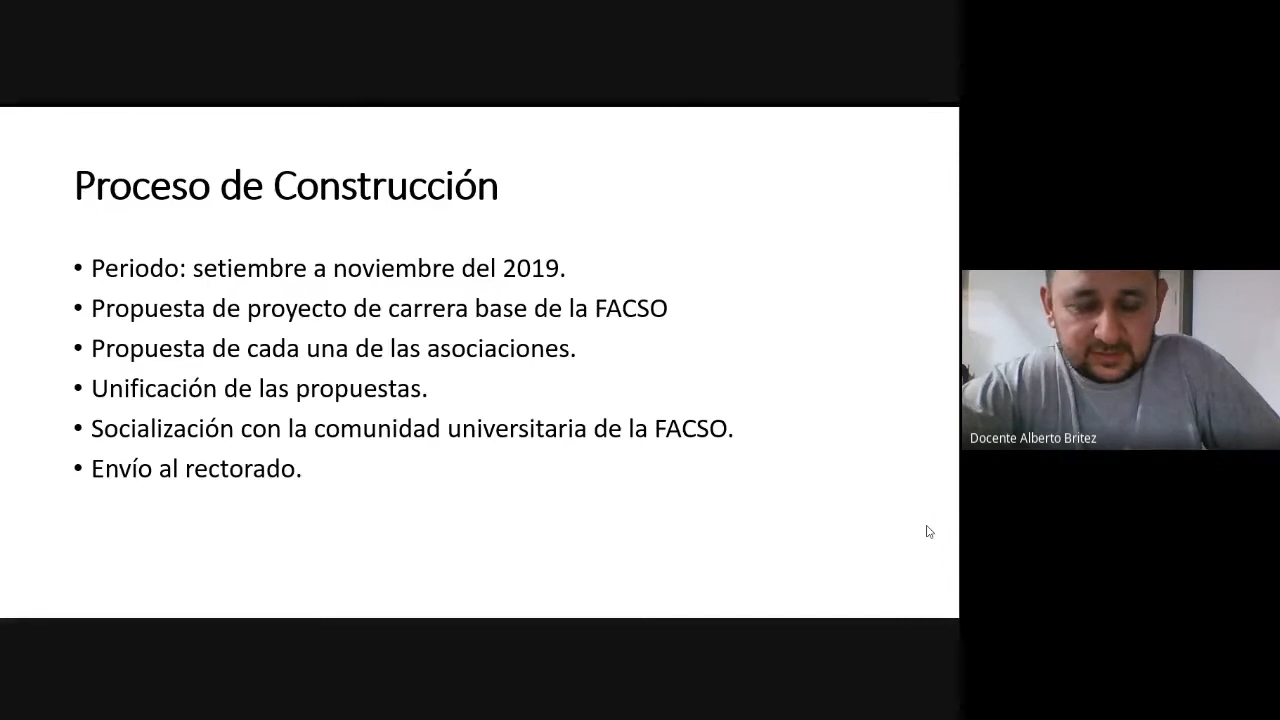 Proceso de Construcción
• Periodo: setiembre a noviembre del 2019.
• Propuesta de proyecto de carrera base de la FACSO
• Propuesta de cada una de las asociaciones.
• Unificación de las propuestas.
• Socialización con la comunidad universitaria de la FACSO.
• Envío al rectorado.
Docente Alberto Britez